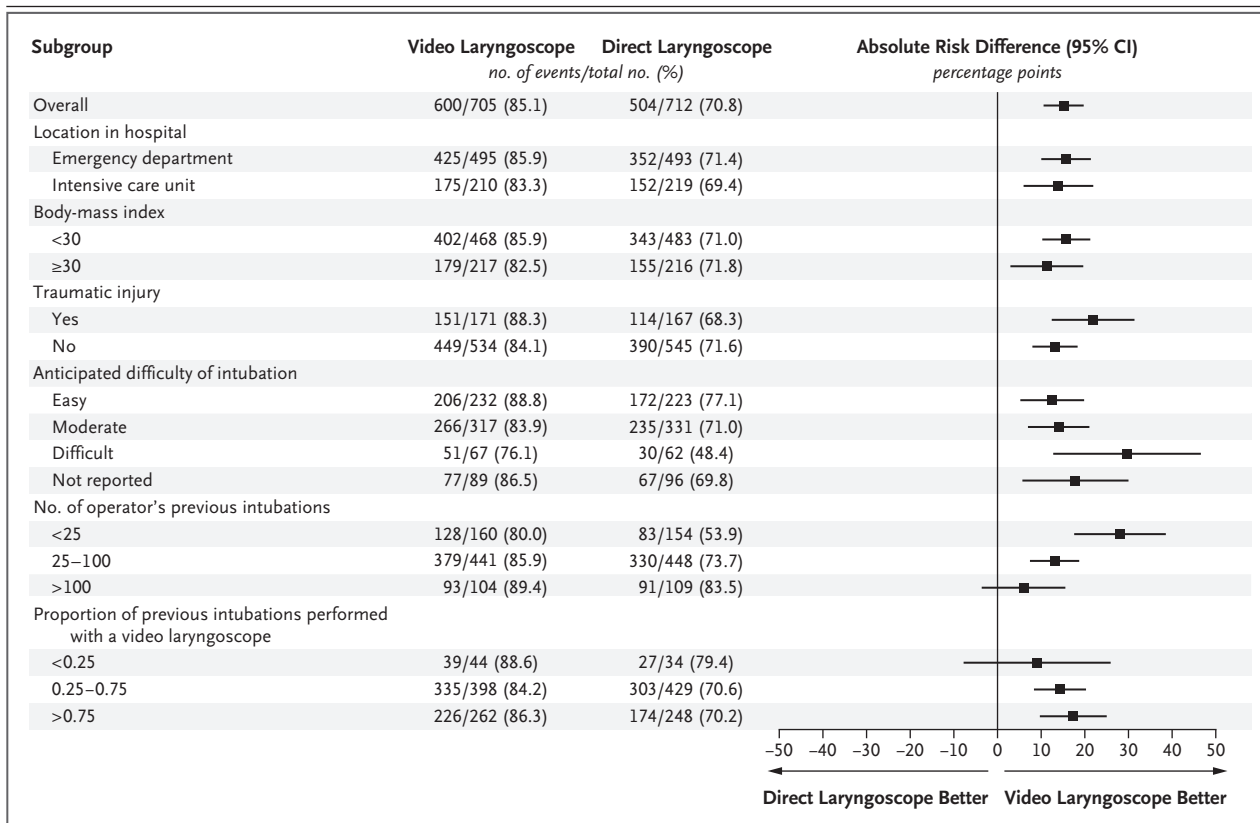 Subgroup Video Laryngoscope Direct Laryngoscope Absolute Risk Difference (95% CI)
no. of events/total no. (%) percentage points
Overall 600/705 (85.1) 504/712 (70.8)
Location in hospital
Emergency department 425/495 (85.9) 352/493 (71.4)
Intensive care unit 175/210 (83.3) 152/219 (69.4)
Body-mass index
<30 402/468 (85.9) 343/483 (71.0)
≥30 179/217 (82.5) 155/216 (71.8)
Traumatic injury
Yes 151/171 (88.3) 114/167 (68.3)
No 449/534 (84.1) 390/545 (71.6)
Anticipated difficulty of intubation
Easy 206/232 (88.8) 172/223 (77.1)
Moderate 266/317 (83.9) 235/331 (71.0)
Difficult 51/67 (76.1) 30/62 (48.4)
Not reported 77/89 (86.5) 67/96 (69.8)
No. of operator's previous intubations
<25 128/160 (80.0) 83/154 (53.9)
25–100 379/441 (85.9) 330/448 (73.7)
>100 93/104 (89.4) 91/109 (83.5)
Proportion of previous intubations performed
with a video laryngoscope
<0.25 39/44 (88.6) 27/34 (79.4)
0.25–0.75 335/398 (84.2) 303/429 (70.6)
>0.75 226/262 (86.3) 174/248 (70.2)
–50 –40 –30 –20 –10 0 10 20 30 40 50
Direct Laryngoscope Better Video Laryngoscope Better